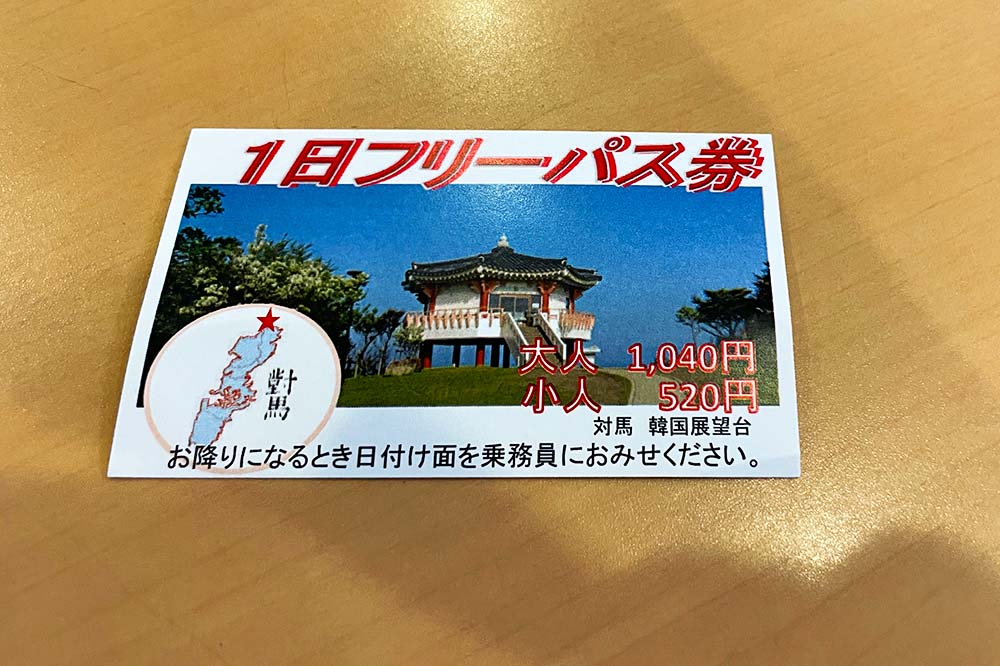 1日フリーパス券
大人 1,040円
小人 520円
對馬
対馬 韓国展望台
お降りになるとき日付け面を乗務員におみせください。